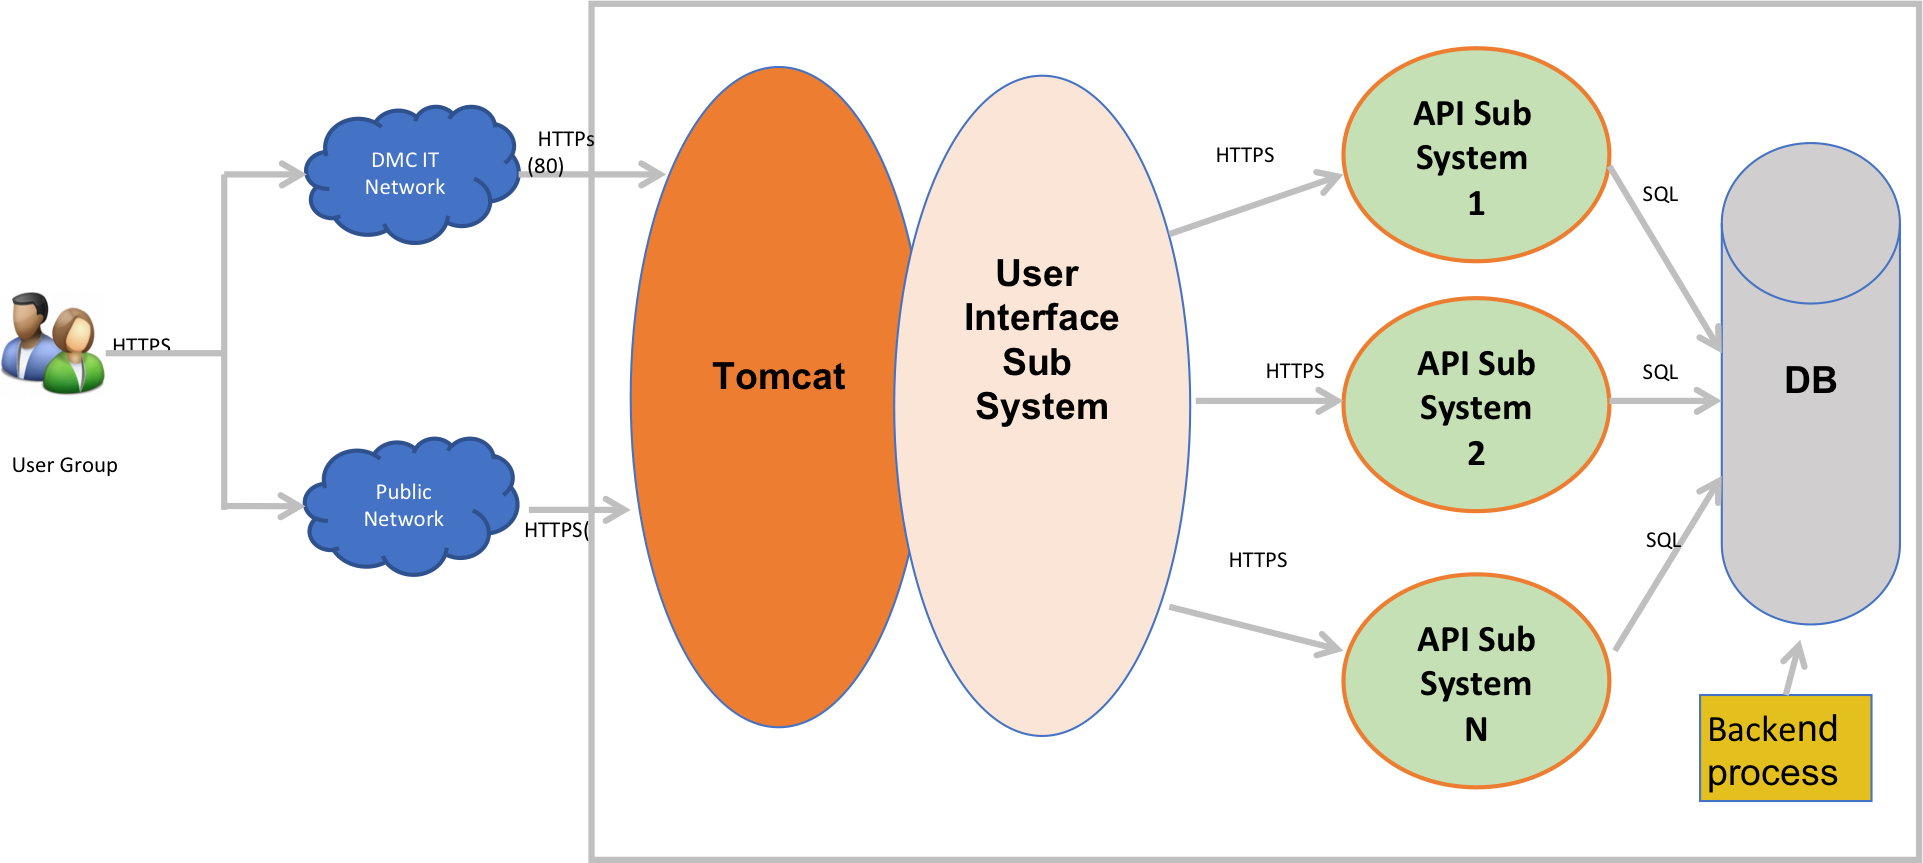 HTTPS
User Group
DMC IT
Network
Public
Network
HTTPs
(80)
HTTPS(
Tomcat
User
Interface
Sub
System
HTTPS
HTTPS
HTTPS
API Sub
System
1
API Sub
System
2
API Sub
System
N
SQL
SQL
SQL
DB
Backend
process